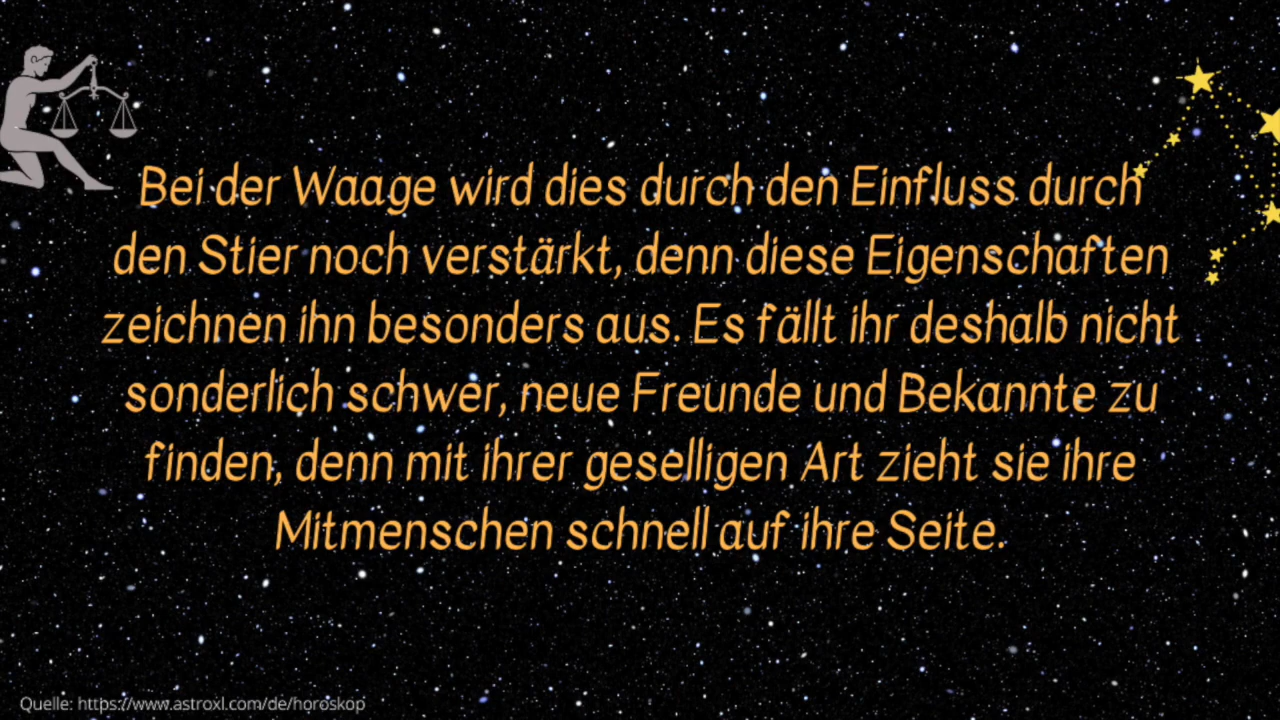 Bei der Waage wird dies durch den Einfluss durch
den Stier noch verstärkt, denn diese Eigenschaften
zeichnen ihn besonders aus. Es fällt ihr deshalb nicht
sonderlich schwer, neue Freunde und Bekannte zu
finden, denn mit ihrer geselligen Art zieht sie ihre
Mitmenschen schnell auf ihre Seite.
Quelle: https://www.astroxl.com/de/horoskop